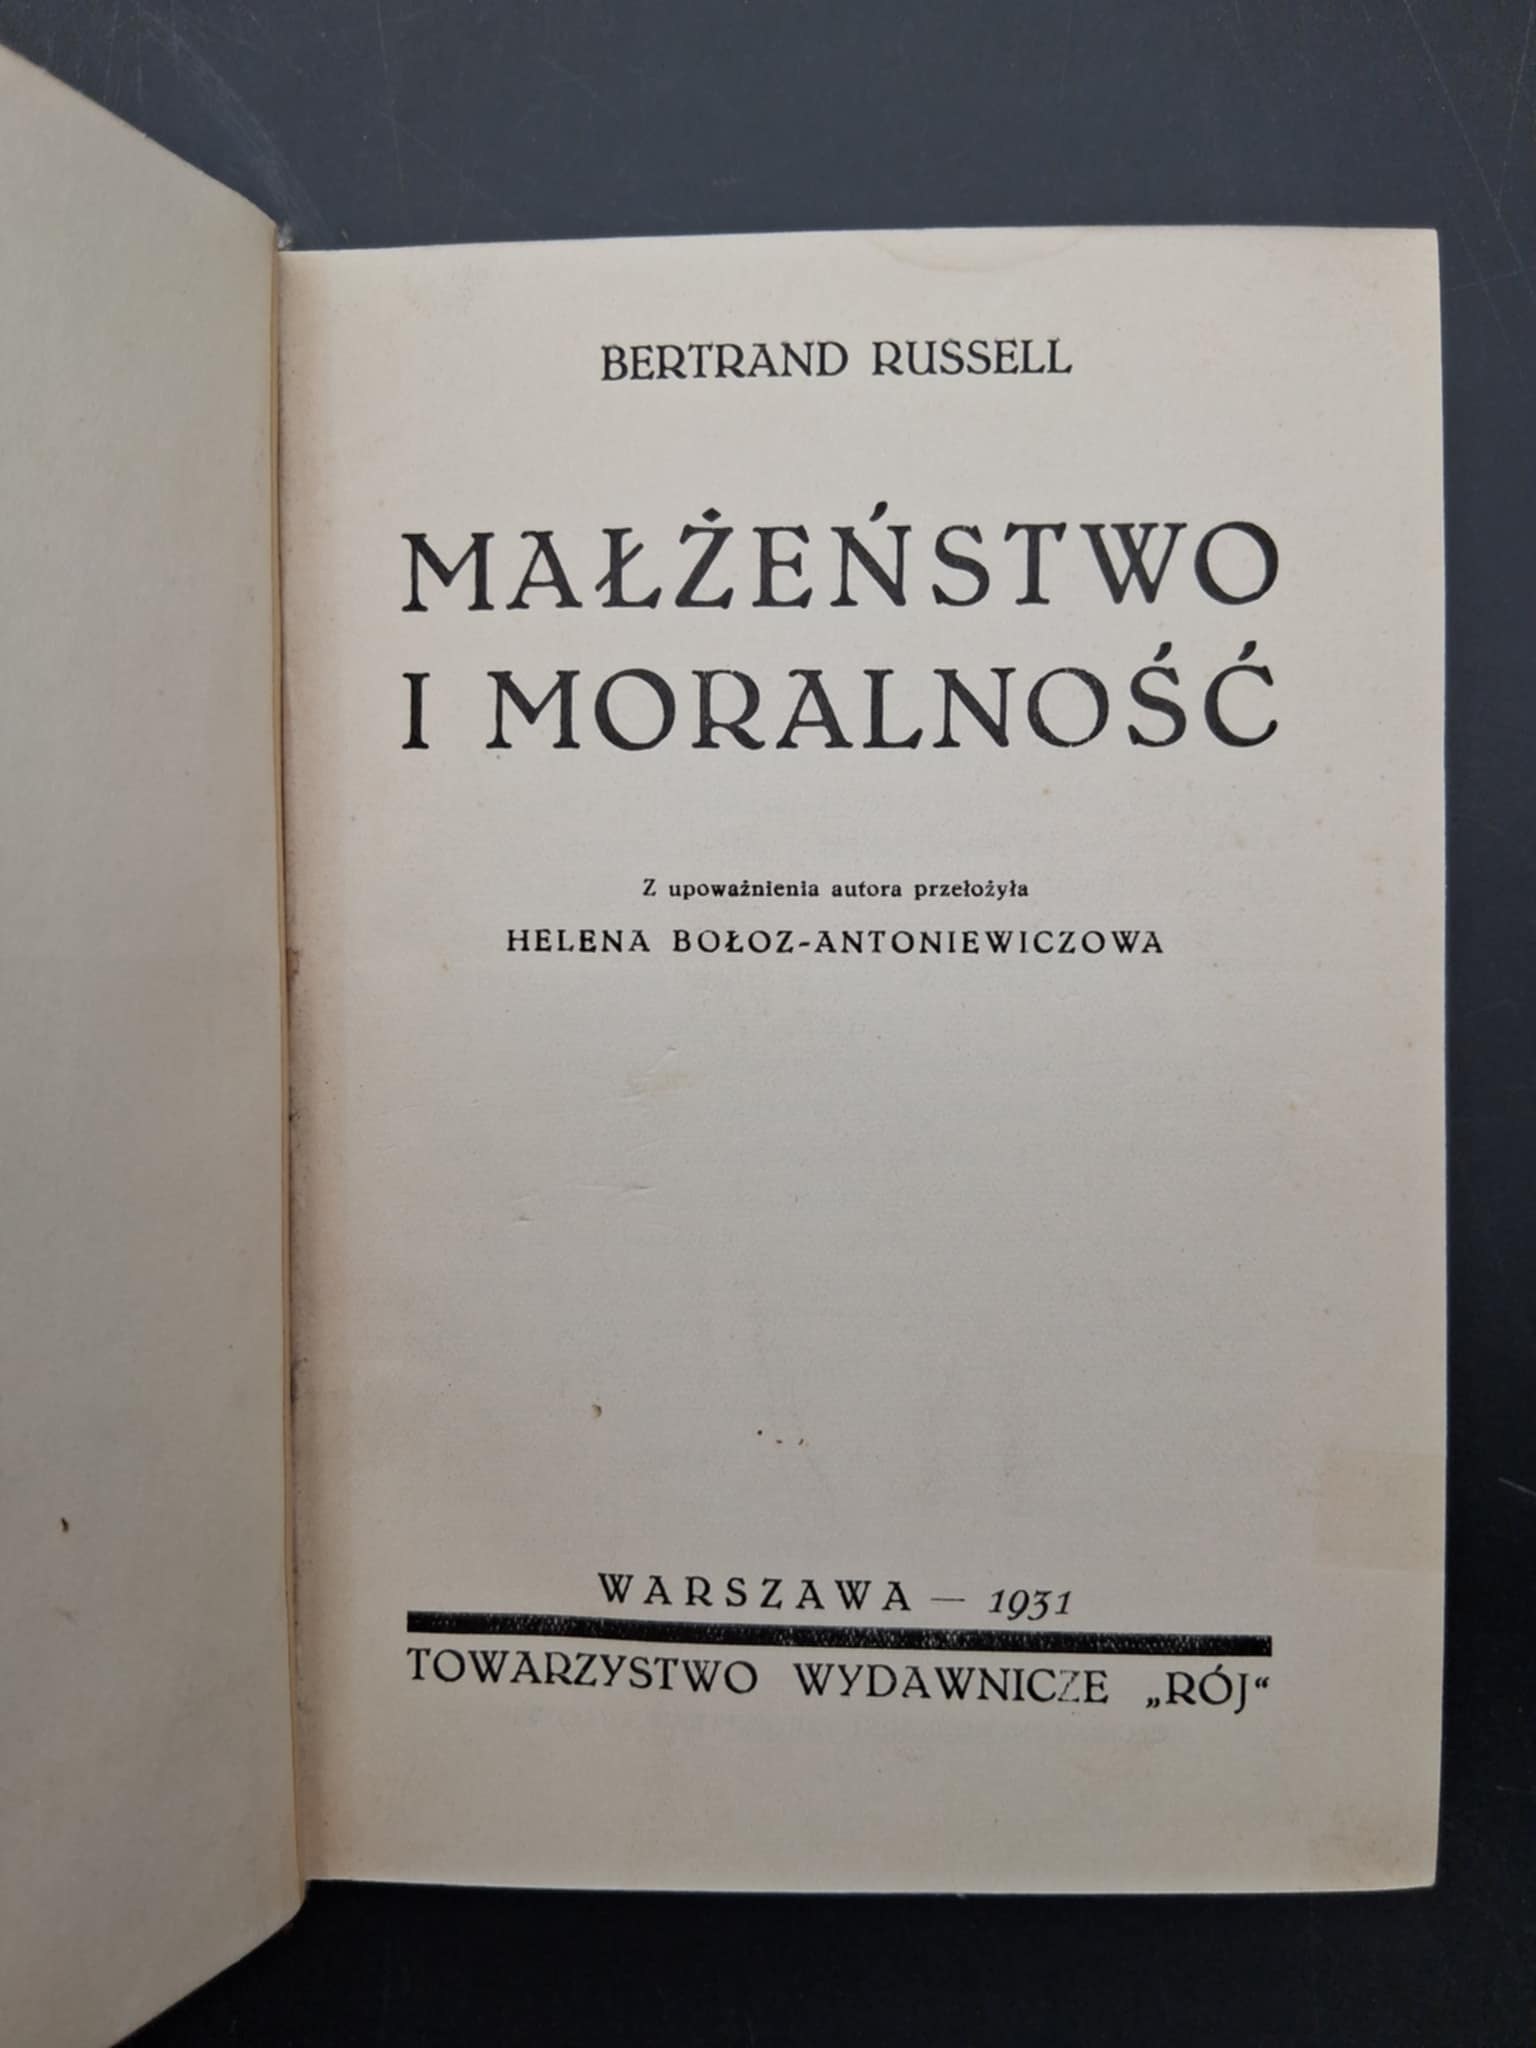 BERTRAND RUSSELL
MAŁŻEŃSTWO
I MORALNOŚĆ
Z upoważnienia autora przełożyła
HELENA BOŁOZ-ANTONIEWICZOWA
WARSZAWA — 1931
TOWARZYSTWO WYDAWNICZE „RÓJ“